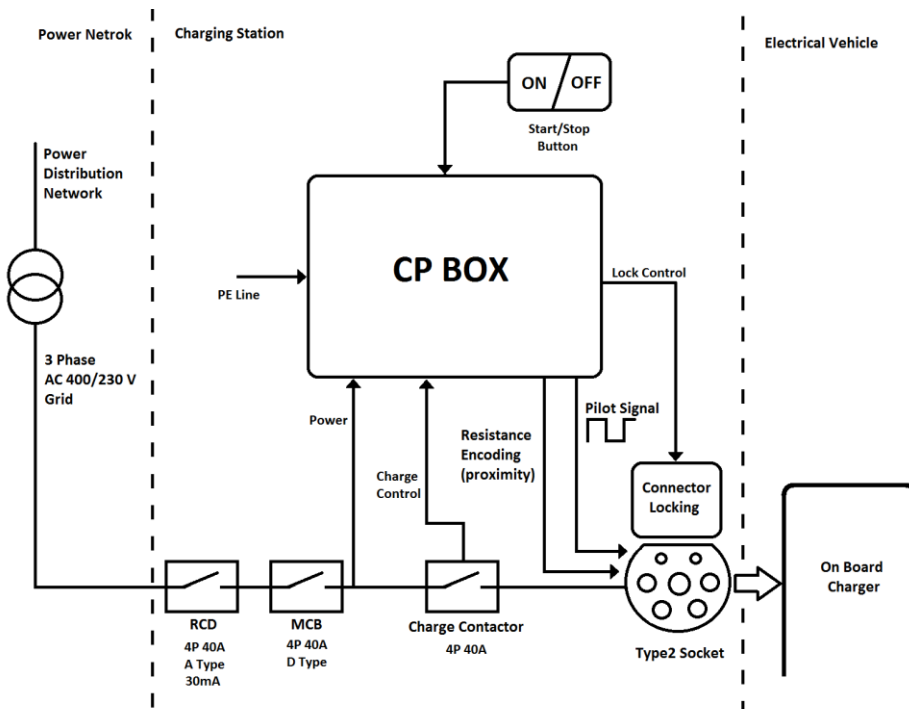 Power Netrok
Charging Station
Electrical Vehicle
ON / OFF
Start/Stop
Button
Power
Distribution
Network
CP BOX
Lock Control
PE Line
3 Phase
AC 400/230 V
Grid
Power
Charge
Control
Resistance
Encoding
(proximity)
Pilot Signal
Connector
Locking
On Board
Charger
RCD
4P 40A
A Type
30mA
MCB
4P 40A
D Type
Charge Contactor
4P 40A
Type2 Socket